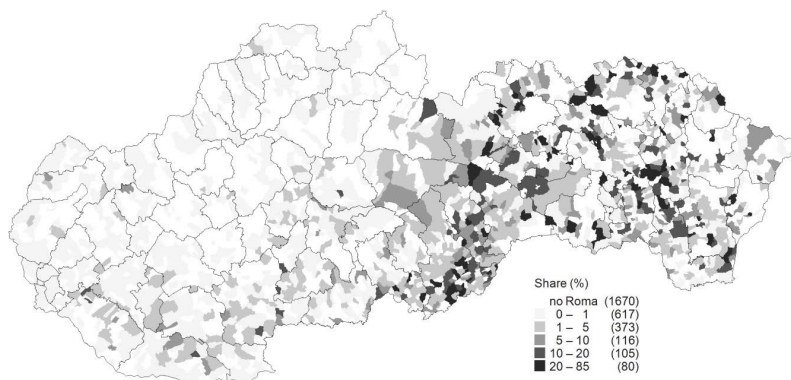 Share (%)
no Roma (1670)
0 – 1 (617)
1 – 5 (373)
5 – 10 (116)
10 – 20 (105)
20 – 85 (80)